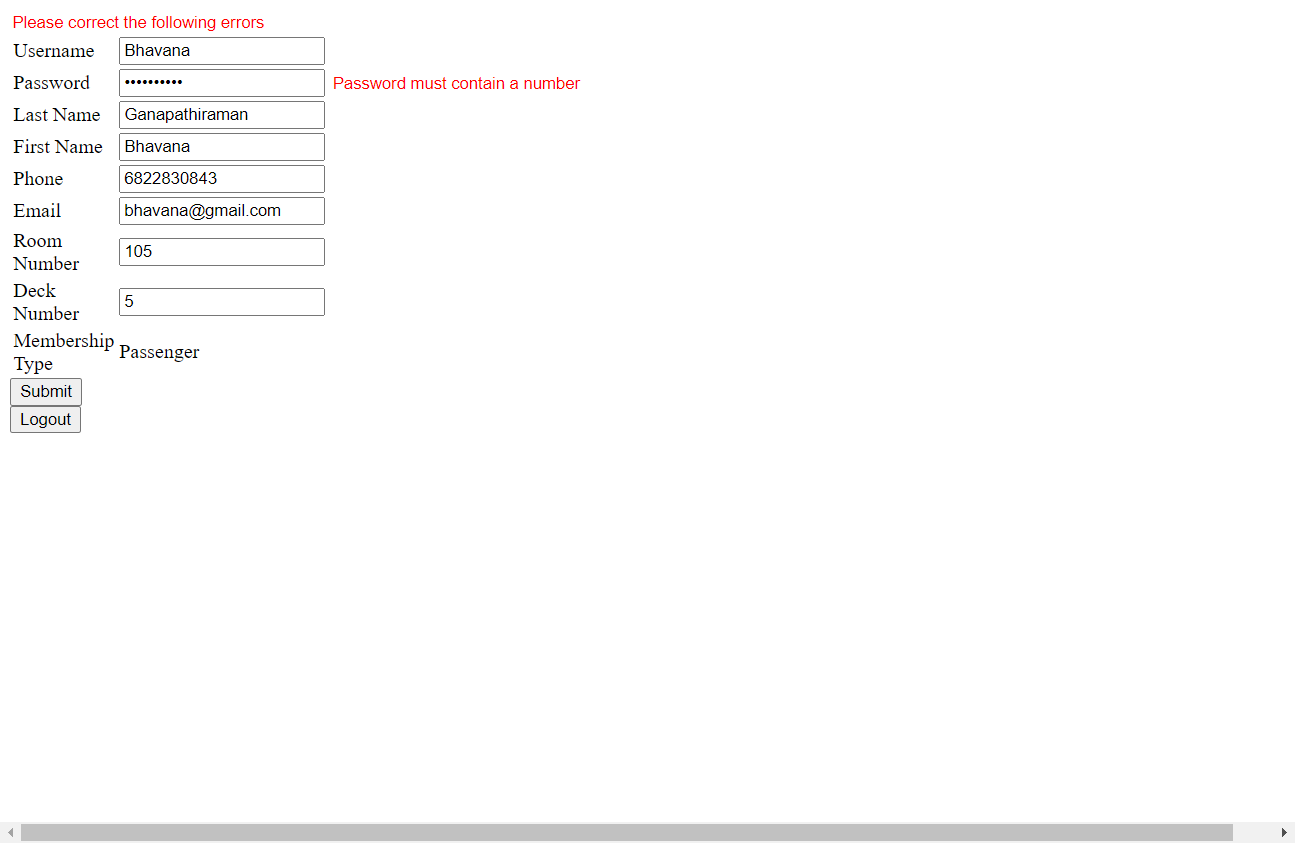 Please correct the following errors
Username Bhavana
Password •••••••••• Password must contain a number
Last Name Ganapathiraman
First Name Bhavana
Phone 6822830843
Email bhavana@gmail.com
Room
Number 105
Deck
Number 5
Membership
Type Passenger
Submit
Logout